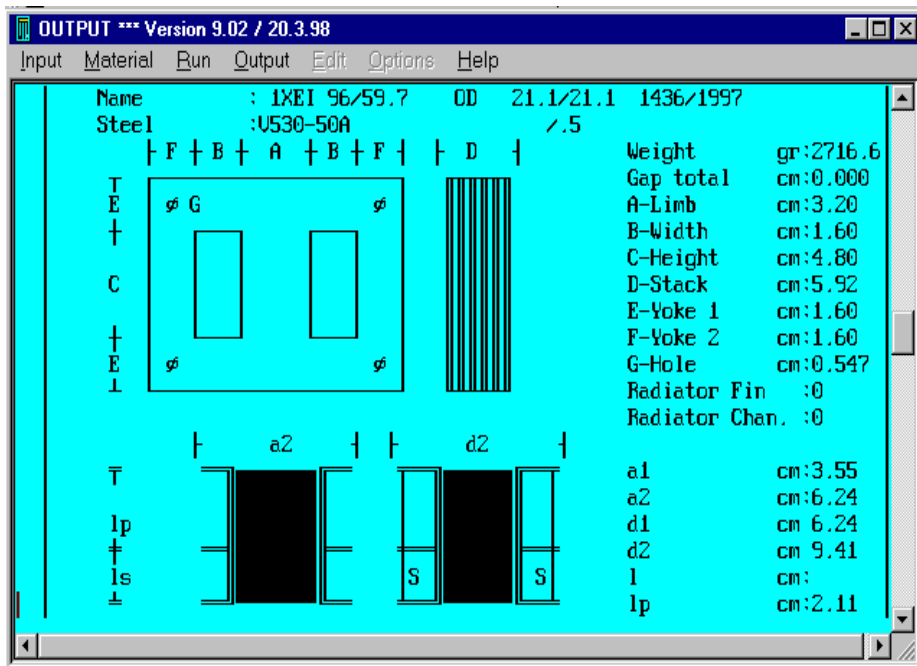 OUTPUT *** Version 9.02 / 20.3.98
Input Material Run Output Edit Options Help
Name : 1XEI 96/59.7 OD 21.1/21.1 1436/1997
Steel :V530-50A /.5
F B A B F D Weight gr:2716.6
Gap total cm:0.000
E ø G ø A-Limb cm:3.20
B-Width cm:1.60
C-Height cm:4.80
C D-Stack cm:5.92
E-Yoke 1 cm:1.60
F-Yoke 2 cm:1.60
E ø ø G-Hole cm:0.547
Radiator Fin :0
Radiator Chan. :0
a2 d2
a1 cm:3.55
a2 cm:6.24
lp d1 cm 6.24
d2 cm 9.41
ls S S l cm:
lp cm:2.11